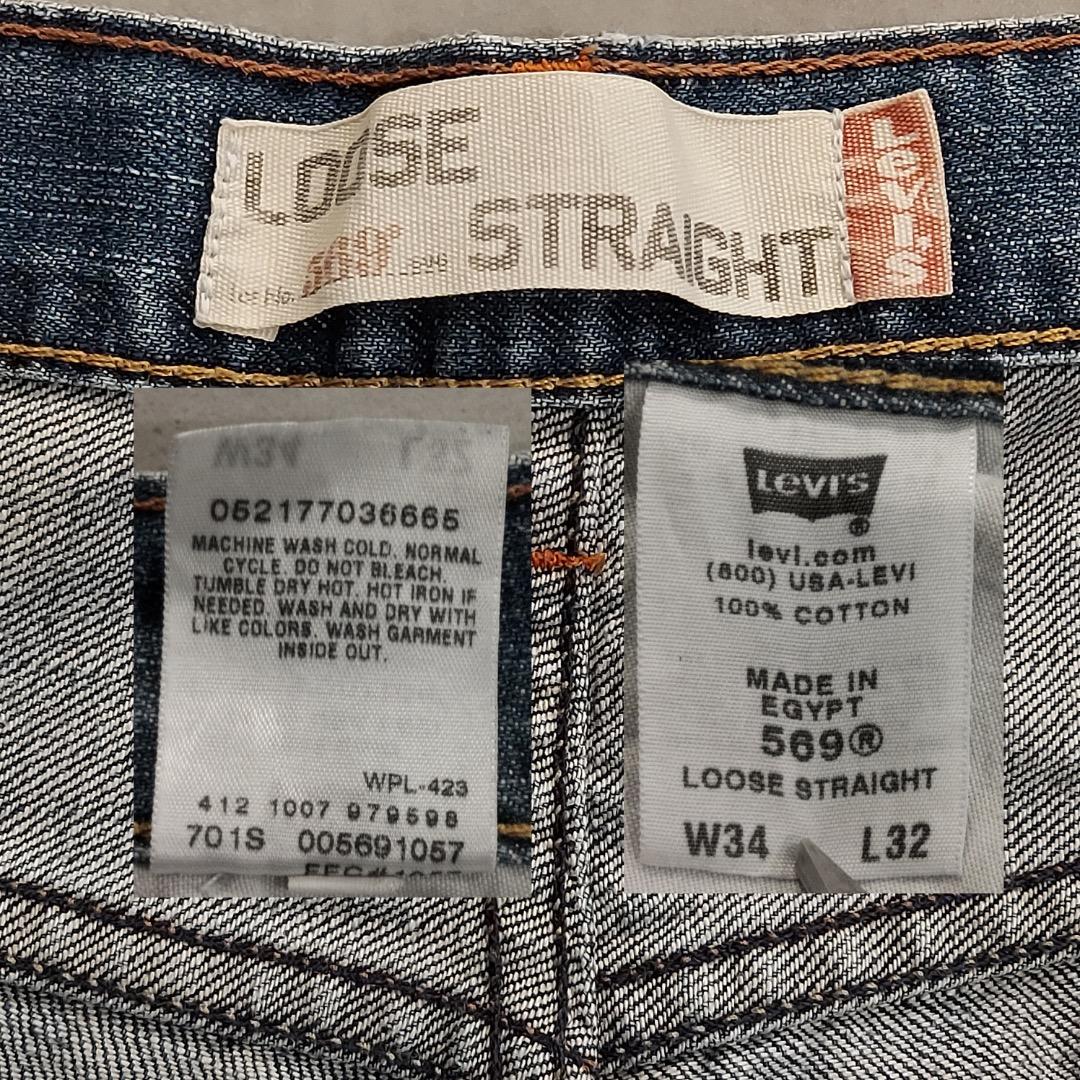 LOOSE
STRAIGHT
Levi's
052177036665
MACHINE WASH COLD. NORMAL
CYCLE. DO NOT BLEACH.
TUMBLE DRY HOT. HOT IRON IF
NEEDED. WASH AND DRY WITH
LIKE COLORS. WASH GARMENT
INSIDE OUT.
WPL-423
412 1007 979598
701S 005691057
LEVI'S®
levi.com
(800) USA-LEVI
100% COTTON
MADE IN
EGYPT
569®
LOOSE STRAIGHT
W34 L32